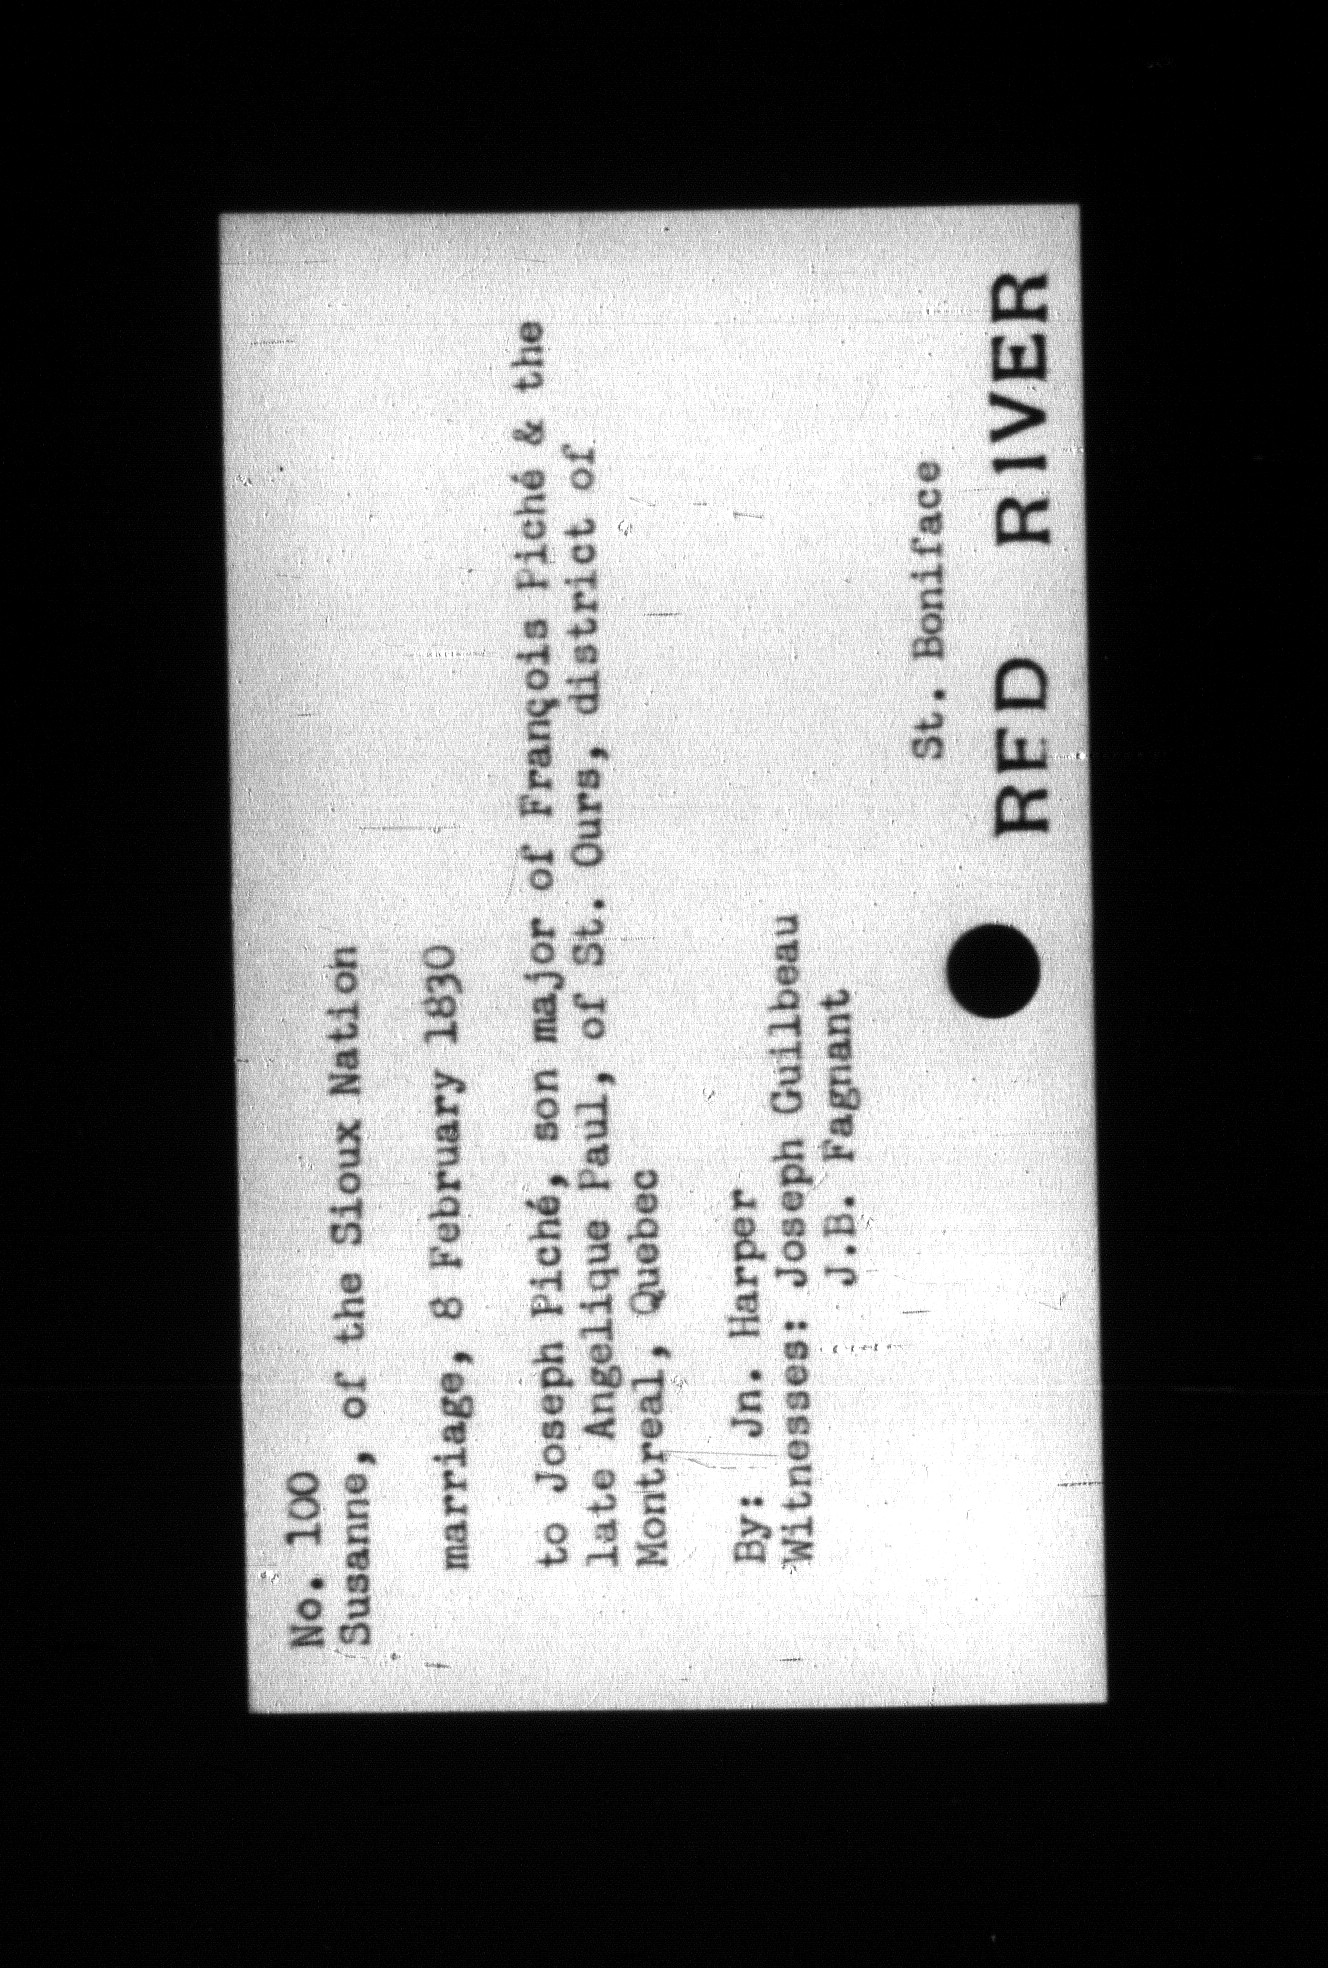 No. 100
Susanne, of the Sioux Nation
marriage, 8 February 1830
to Joseph Piché, son major of François Piché & the
late Angelique Paul, of St. Ours, district of
Montreal, Quebec
By: Jn. Harper
Witnesses: Joseph Guilbeau
J.B. Fagnant
St. Boniface
RED RIVER